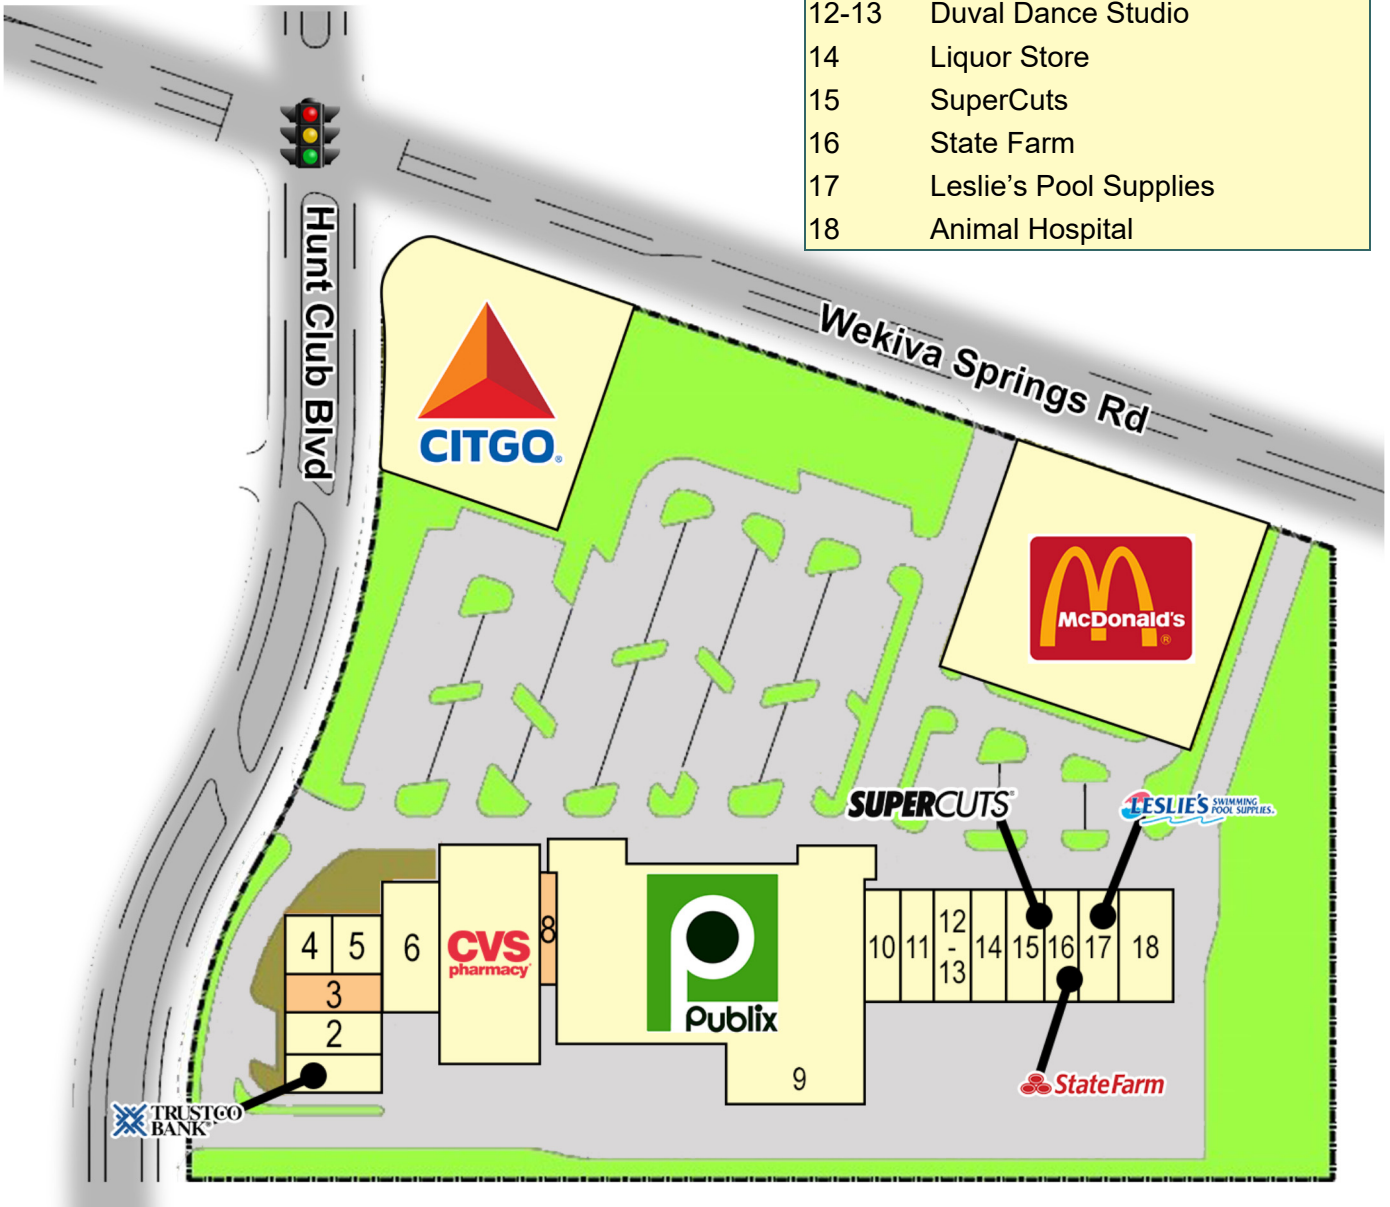 12-13 Duval Dance Studio
14 Liquor Store
15 SuperCuts
16 State Farm
17 Leslie’s Pool Supplies
18 Animal Hospital
Hunt Club Blvd
Wekiva Springs Rd
CITGO®
McDonald's
®
SUPERCUTS
LESLIE'S SWIMMING
POOL SUPPLIES.
4
5
6
3
2
CVS
pharmacy
8
Publix
9
10
11
12
-
13
14
15
16
17
18
StateFarm
TRUSTCO
BANK®